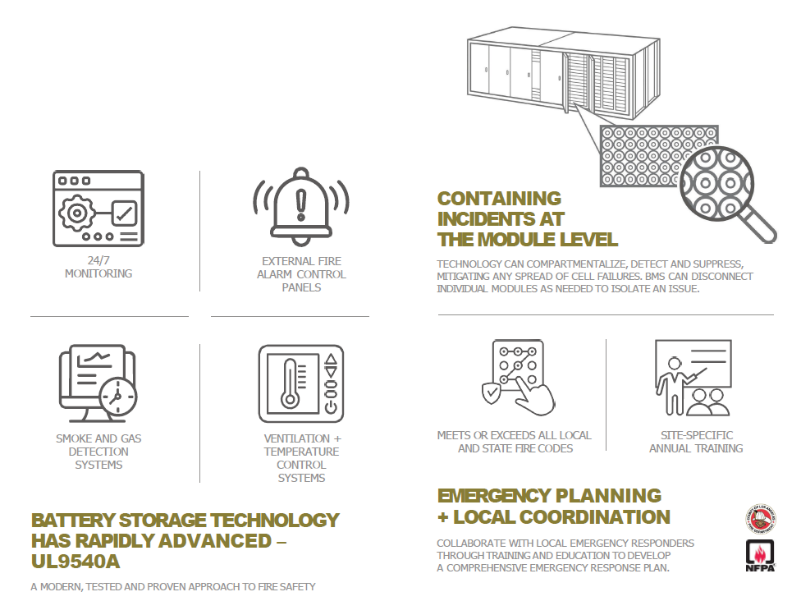 24/7
MONITORING
EXTERNAL FIRE
ALARM CONTROL
PANELS
SMOKE AND GAS
DETECTION
SYSTEMS
VENTILATION +
TEMPERATURE
CONTROL
SYSTEMS
BATTERY STORAGE TECHNOLOGY
HAS RAPIDLY ADVANCED –
UL9540A
A MODERN, TESTED AND PROVEN APPROACH TO FIRE SAFETY
CONTAINING
INCIDENTS AT
THE MODULE LEVEL
TECHNOLOGY CAN COMPARTMENTALIZE, DETECT AND SUPPRESS,
MITIGATING ANY SPREAD OF CELL FAILURES. BMS CAN DISCONNECT
INDIVIDUAL MODULES AS NEEDED TO ISOLATE AN ISSUE.
MEETS OR EXCEEDS ALL LOCAL
AND STATE FIRE CODES
SITE-SPECIFIC
ANNUAL TRAINING
EMERGENCY PLANNING
+ LOCAL COORDINATION
COLLABORATE WITH LOCAL EMERGENCY RESPONDERS
THROUGH TRAINING AND EDUCATION TO DEVELOP
A COMPREHENSIVE EMERGENCY RESPONSE PLAN.
NFPA